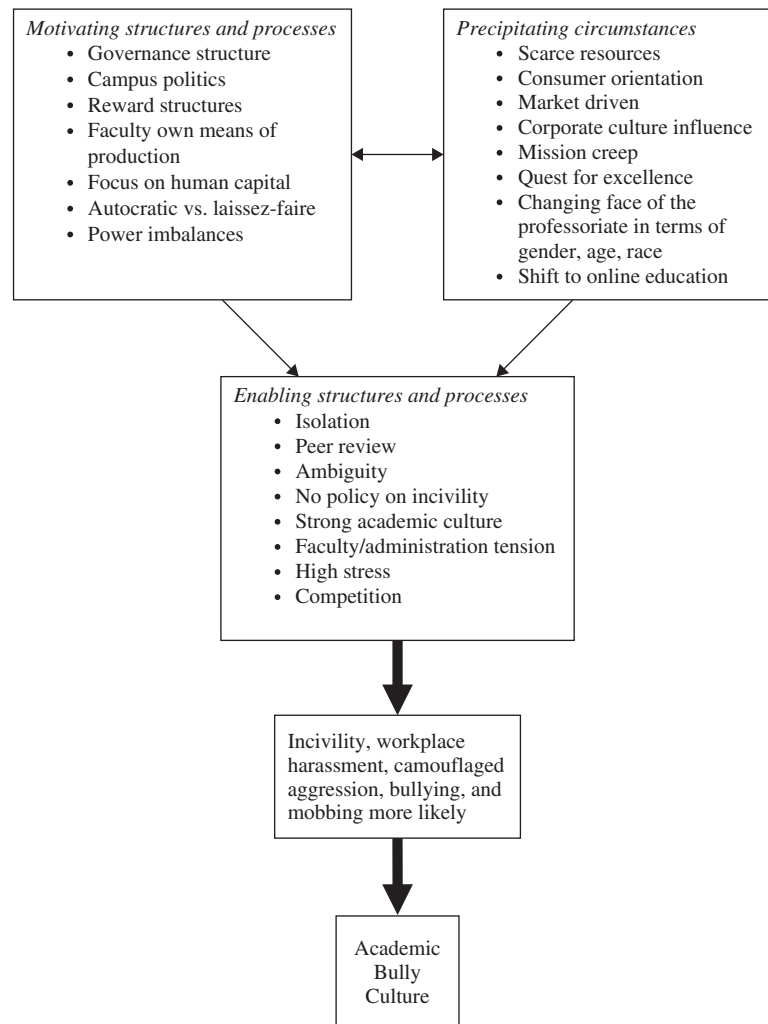 Motivating structures and processes
• Governance structure
• Campus politics
• Reward structures
• Faculty own means of
production
• Focus on human capital
• Autocratic vs. laissez-faire
• Power imbalances
Precipitating circumstances
• Scarce resources
• Consumer orientation
• Market driven
• Corporate culture influence
• Mission creep
• Quest for excellence
• Changing face of the
professoriate in terms of
gender, age, race
• Shift to online education
Enabling structures and processes
• Isolation
• Peer review
• Ambiguity
• No policy on incivility
• Strong academic culture
• Faculty/administration tension
• High stress
• Competition
Incivility, workplace
harassment, camouflaged
aggression, bullying, and
mobbing more likely
Academic
Bully
Culture